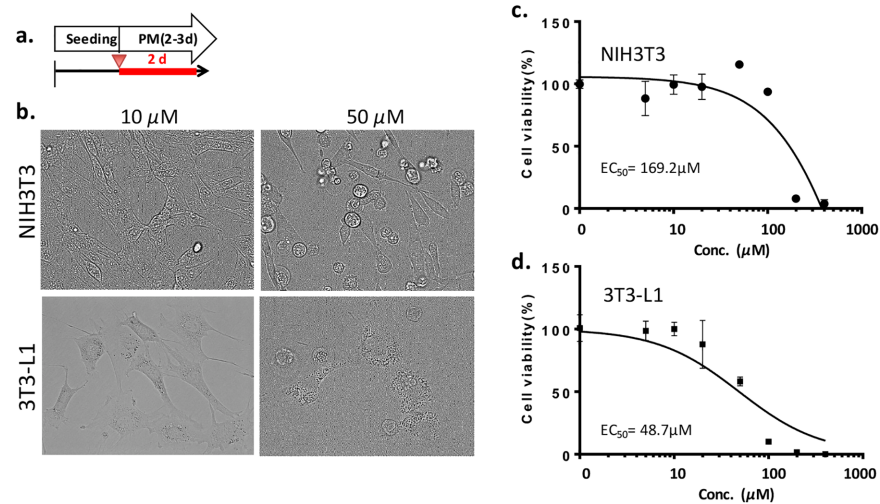 a.
Seeding PM(2-3d)
2 d
b.
10 μM 50 μM
NIH3T3
3T3-L1
c.
NIH3T3
Cell viability(%)
150
100
50
0
EC50= 169.2μM
0 10 100 1000
Conc. (μM)
d.
3T3-L1
Cell viability(%)
150
100
50
0
EC50= 48.7μM
0 10 100 1000
Conc. (μM)